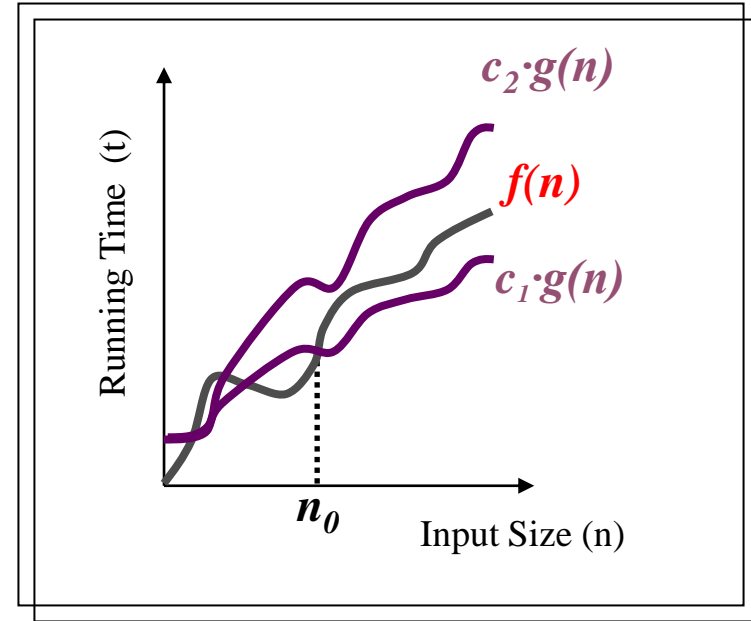 c₂·g(n)
Running Time (t)
f(n)
c₁·g(n)
n₀
Input Size (n)